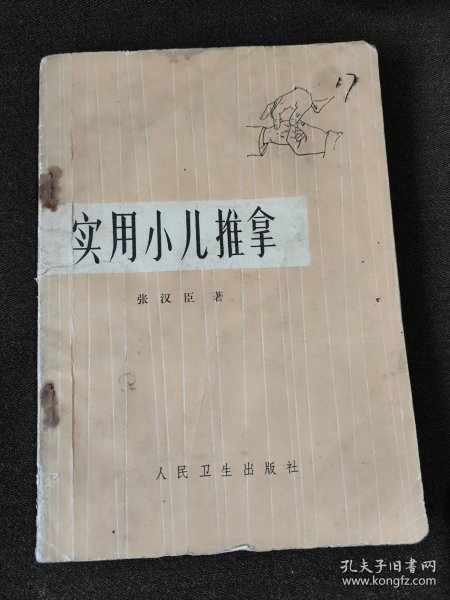 17
实用小儿推拿
张汉臣 著
人民卫生出版社
孔夫子旧书网
www.kongfz.com